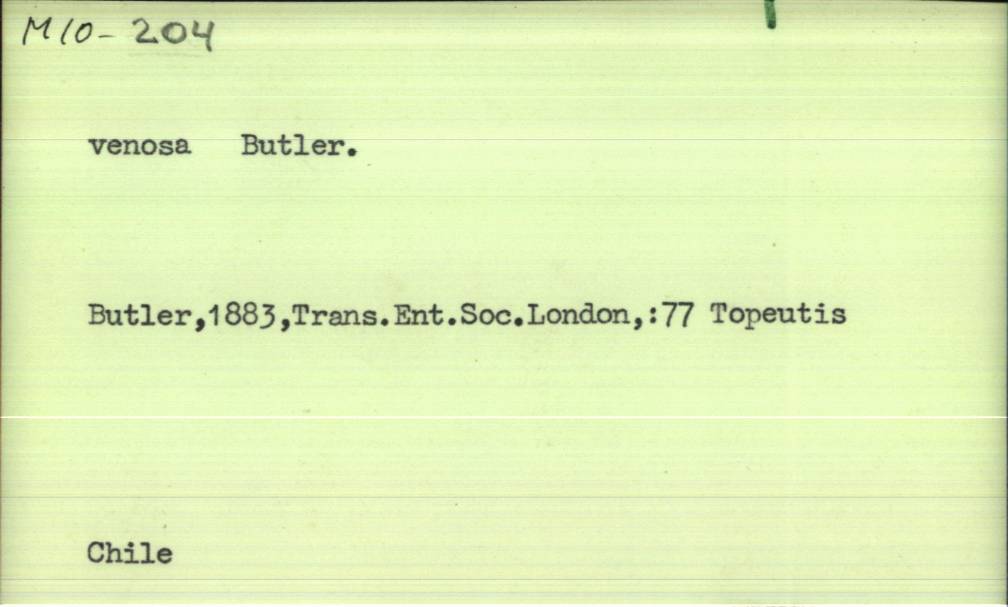 M10-204
venosa Butler.
Butler,1883,Trans.Ent.Soc.London,:77 Topeutis
Chile